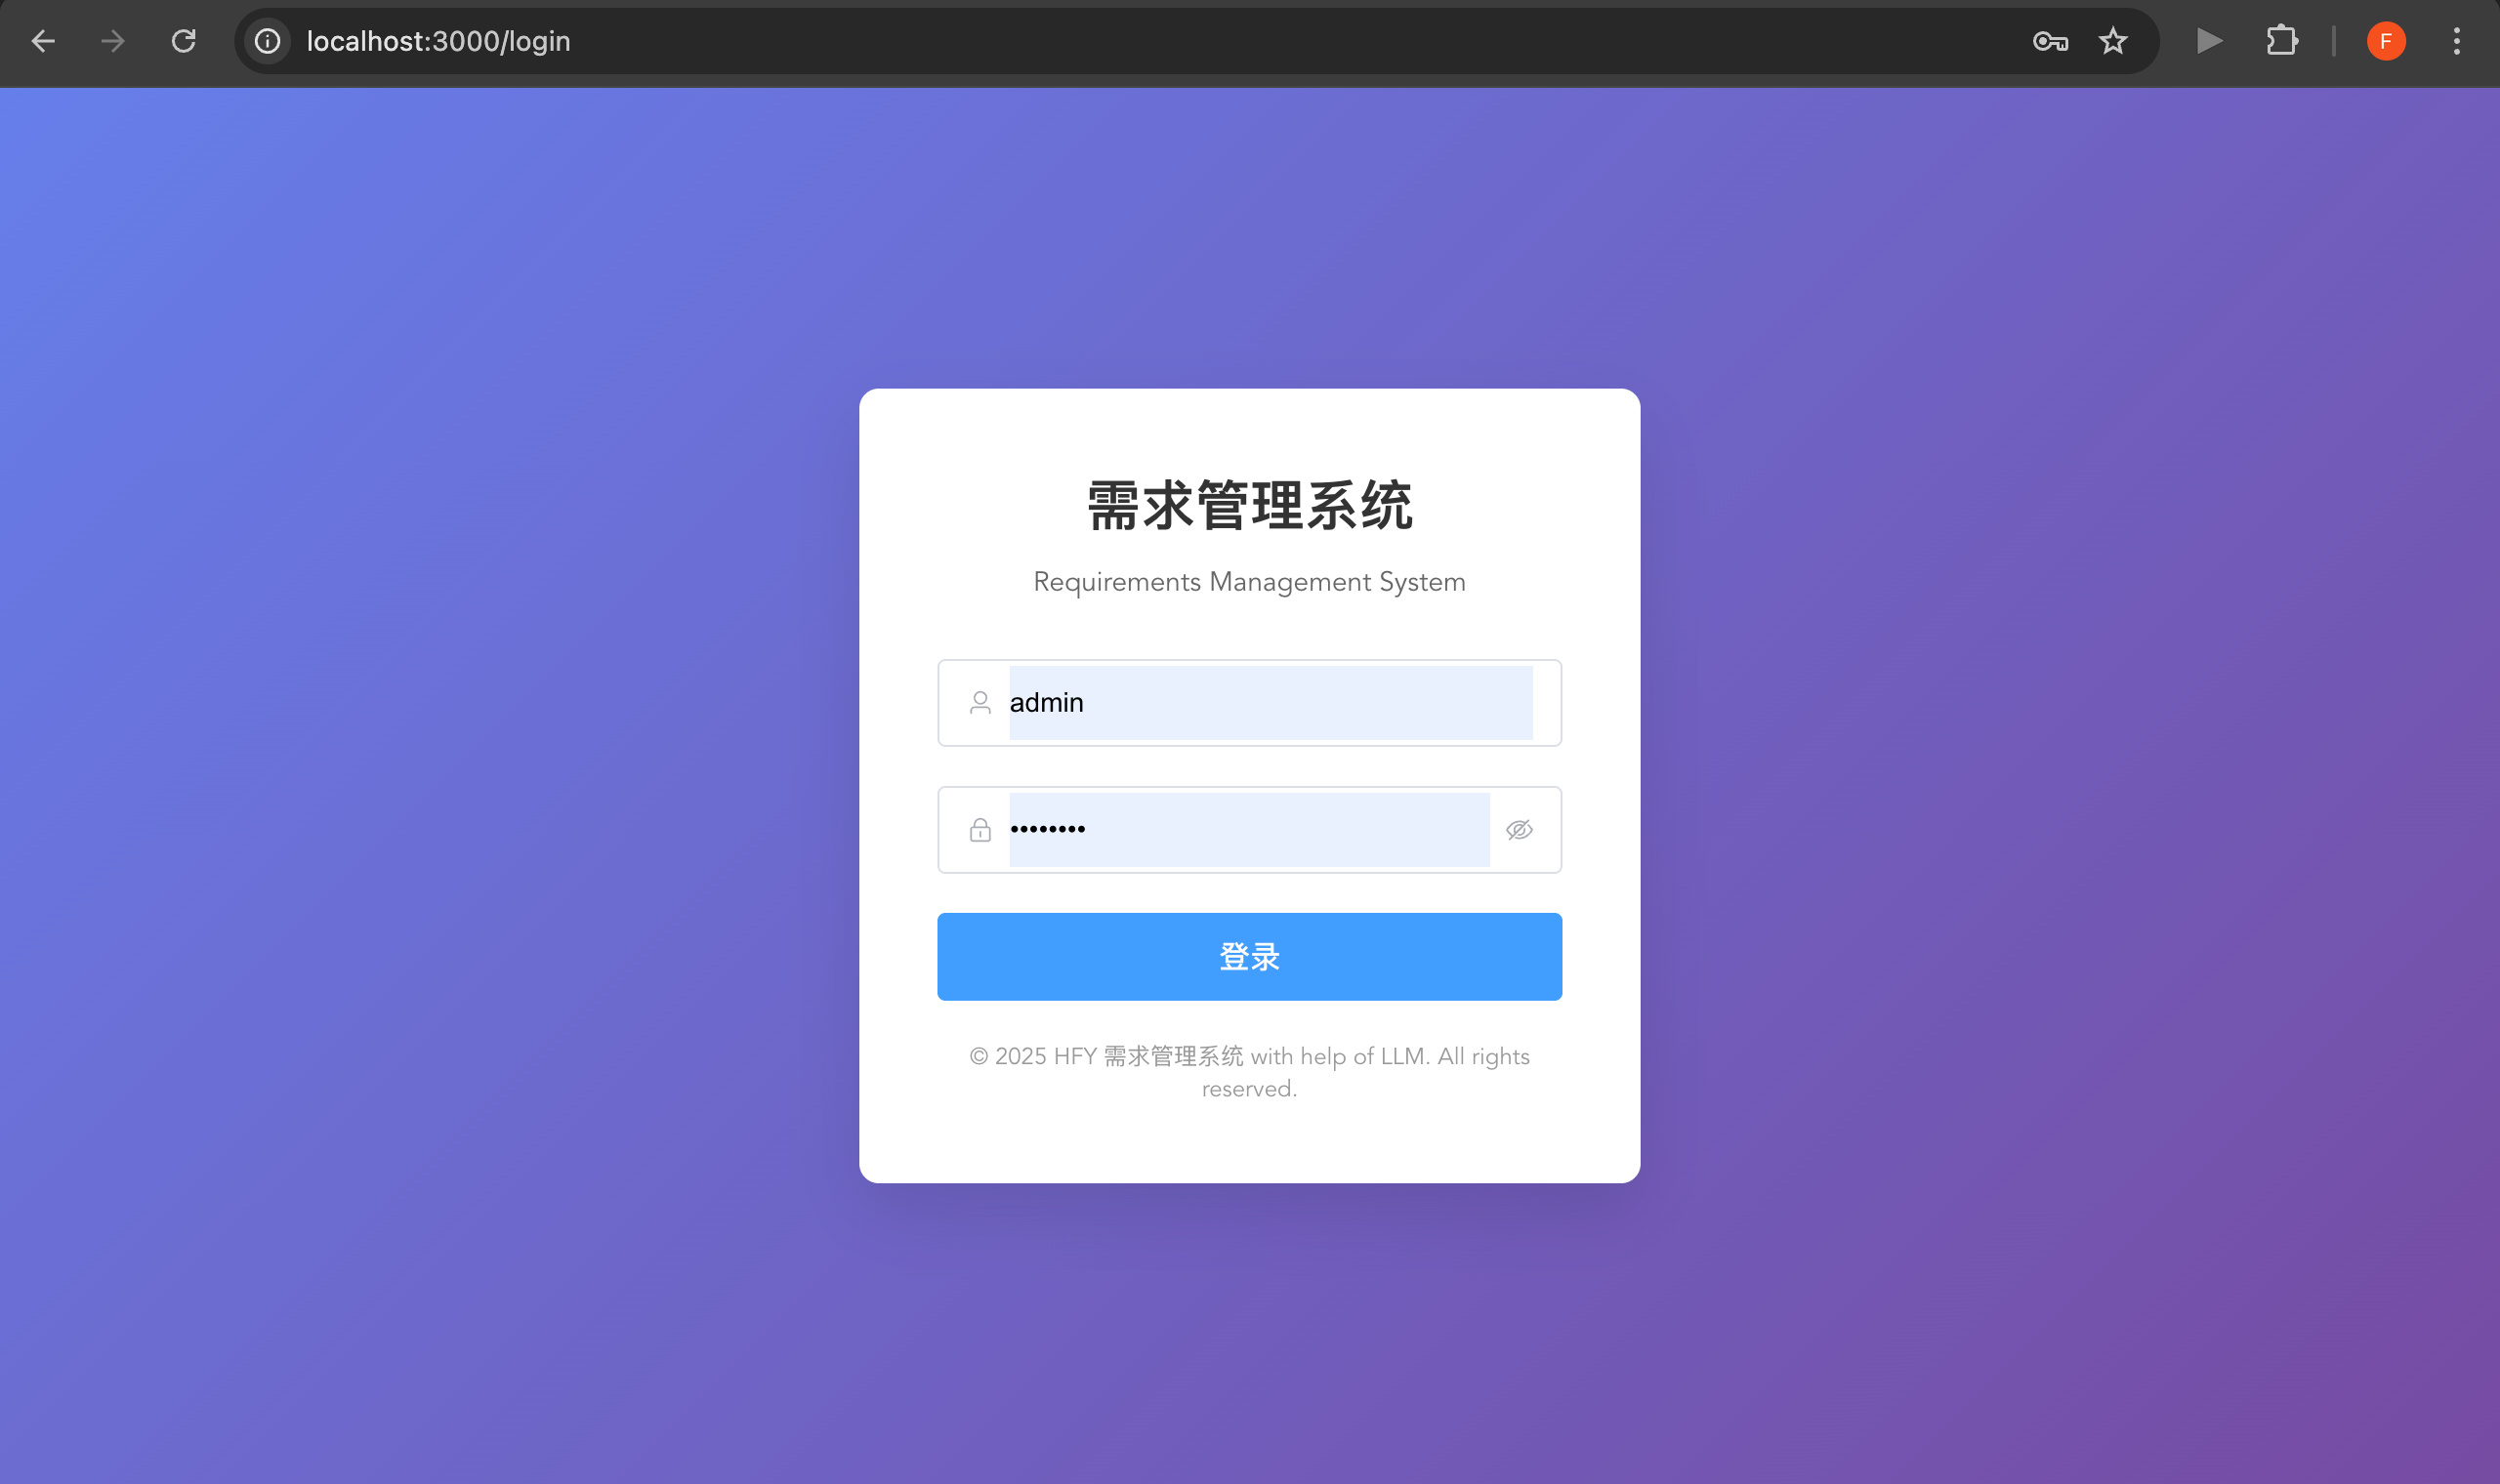 localhost:3000/login
F
需求管理系统
Requirements Management System
admin
••••••••
登录
© 2025 HFY 需求管理系统 with help of LLM. All rights
reserved.